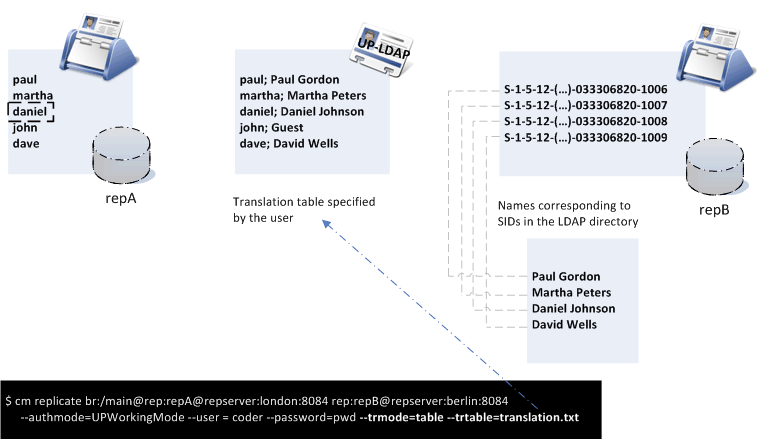 paul
martha
daniel
john
dave
repA
UP-LDAP
paul; Paul Gordon
martha; Martha Peters
daniel; Daniel Johnson
john; Guest
dave; David Wells
Translation table specified
by the user
S-1-5-12-(...)-033306820-1006
S-1-5-12-(...)-033306820-1007
S-1-5-12-(...)-033306820-1008
S-1-5-12-(...)-033306820-1009
repB
Names corresponding to
SIDs in the LDAP directory
Paul Gordon
Martha Peters
Daniel Johnson
David Wells
$ cm replicate br:/main@rep:repA@repserver:london:8084 rep:repB@repserver:berlin:8084
--authmode=UPWorkingMode --user = coder --password=pwd --trmode=table --trtable=translation.txt